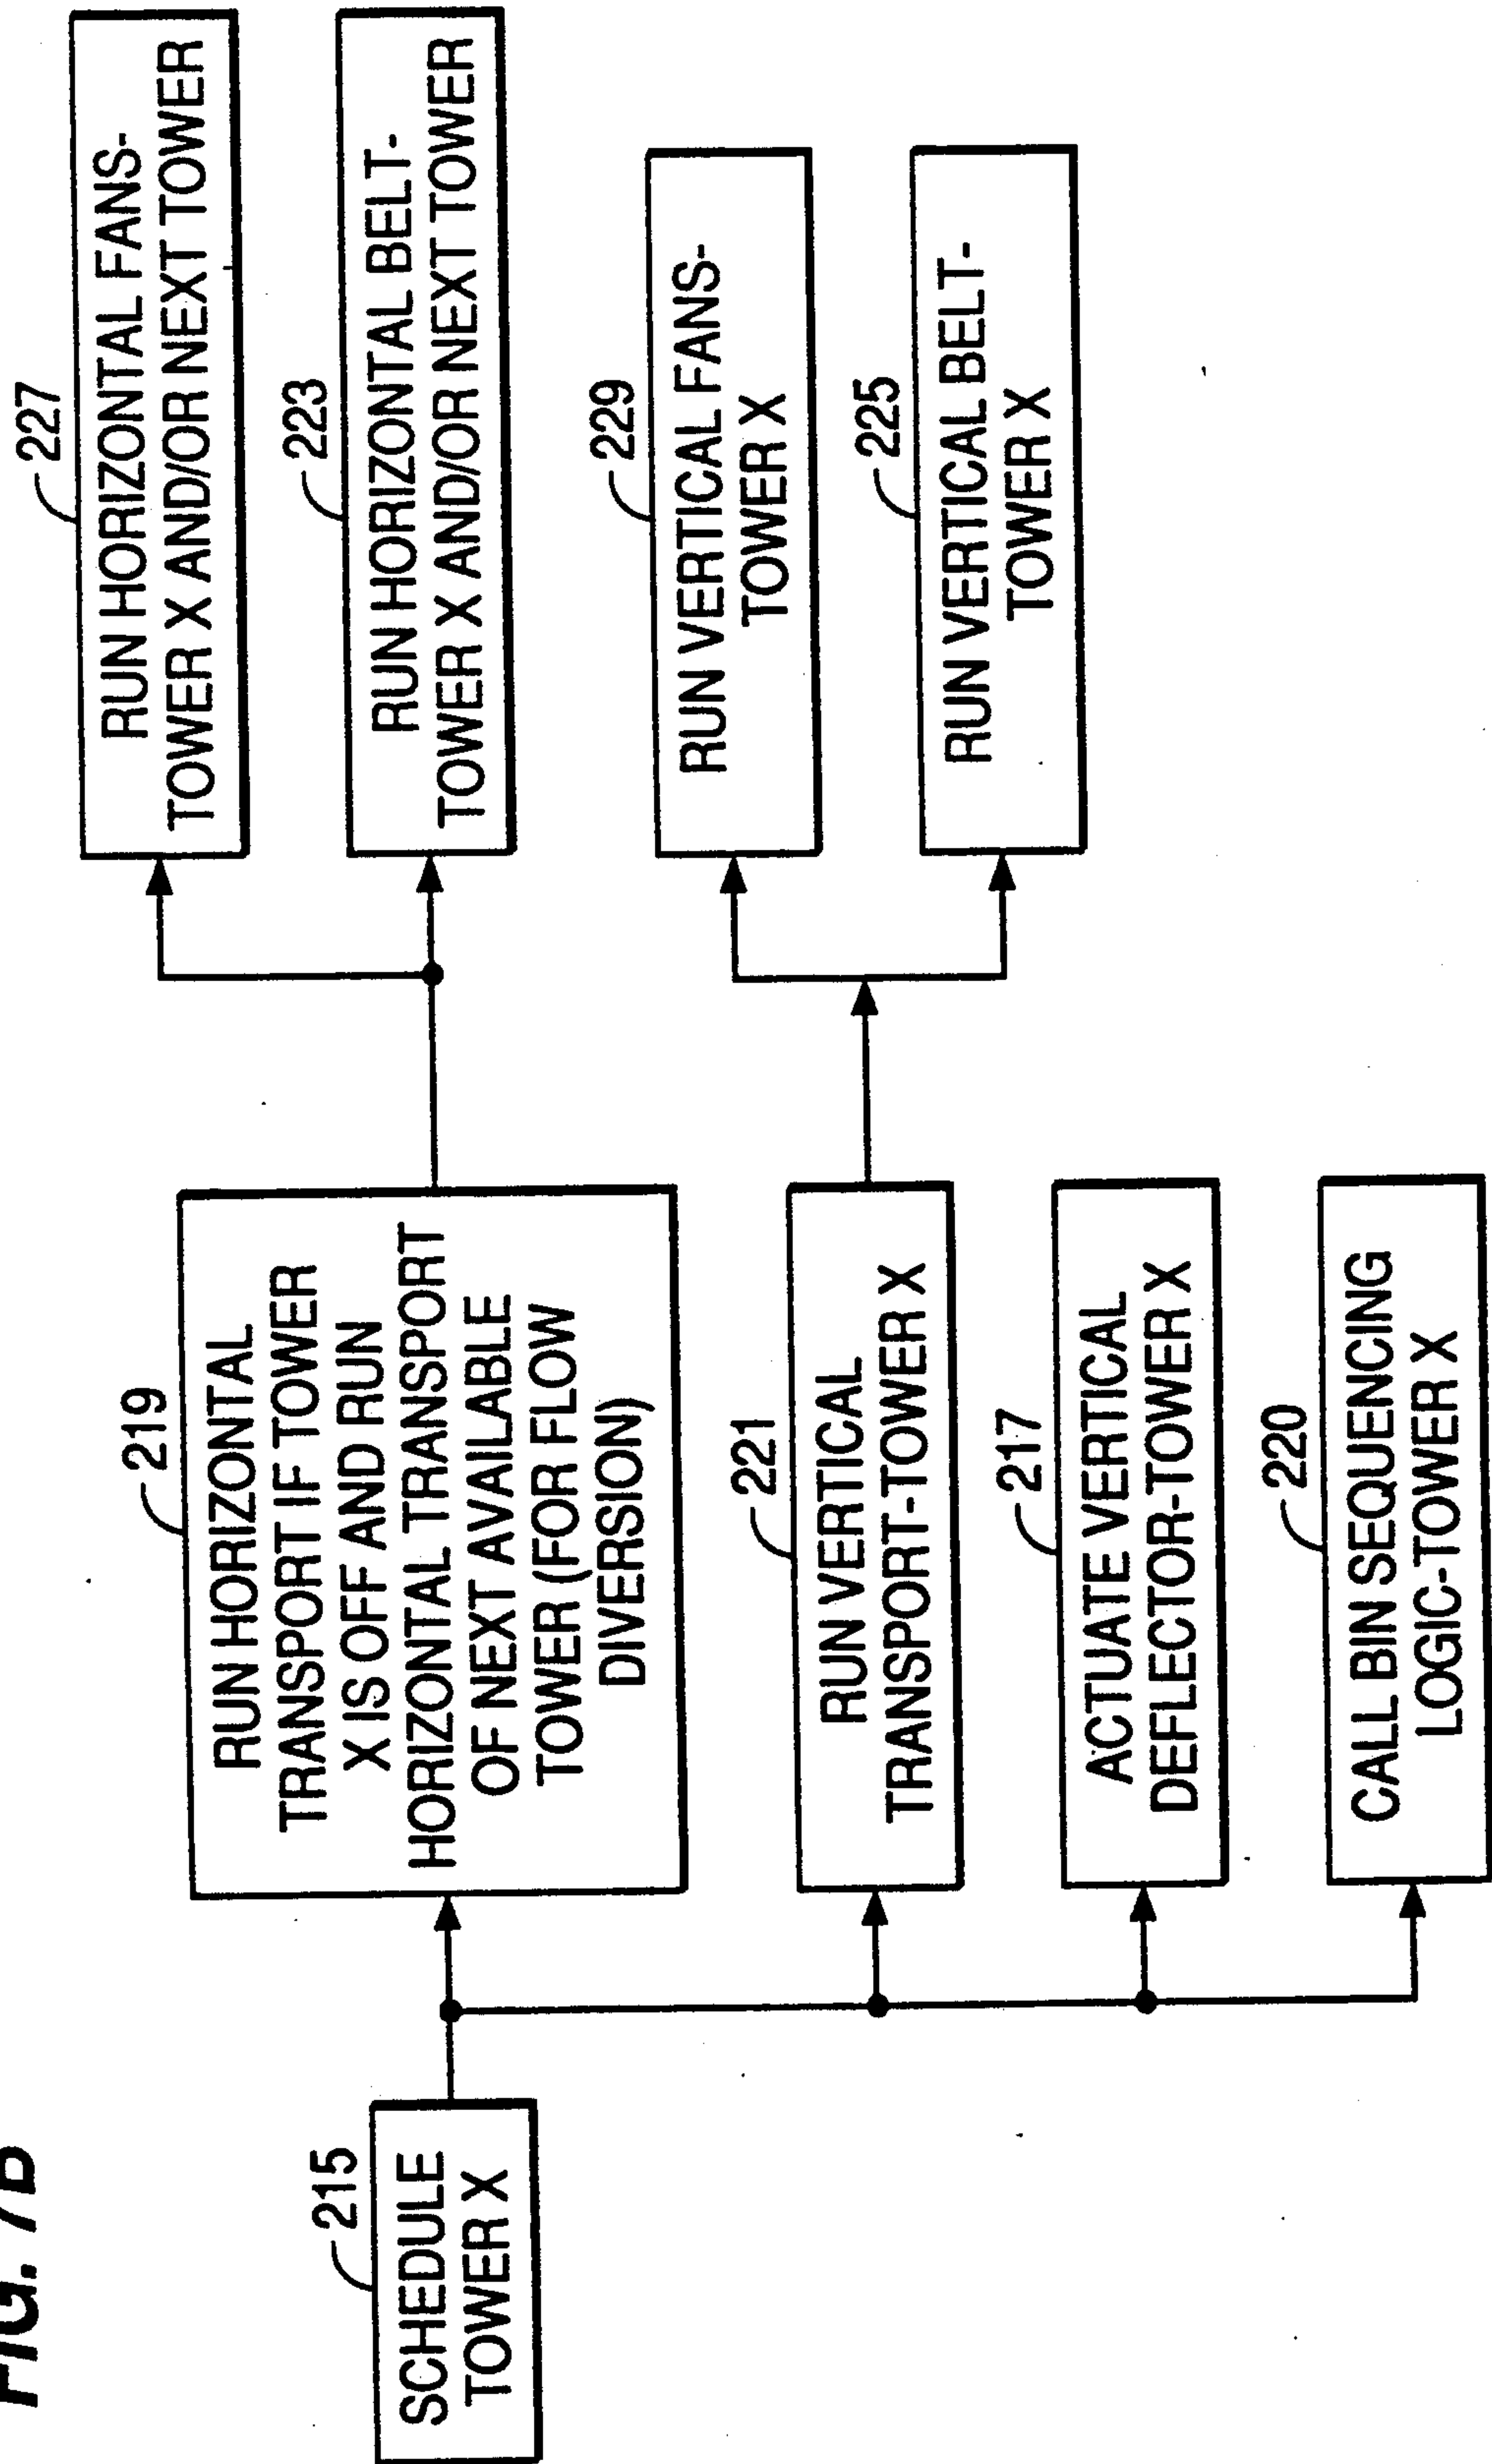 FIG. 7B
215
SCHEDULE
TOWER X
219
RUN HORIZONTAL
TRANSPORT IF TOWER
X IS OFF AND RUN
HORIZONTAL TRANSPORT
OF NEXT AVAILABLE
TOWER (FOR FLOW
DIVERSION)
221
RUN VERTICAL
TRANSPORT-TOWER X
217
ACTUATE VERTICAL
DEFLECTOR-TOWER X
220
CALL BIN SEQUENCING
LOGIC-TOWER X
227
RUN HORIZONTAL FANS-
TOWER X AND/OR NEXT TOWER
223
RUN HORIZONTAL BELT-
TOWER X AND/OR NEXT TOWER
229
RUN VERTICAL FANS-
TOWER X
225
RUN VERTICAL BELT-
TOWER X